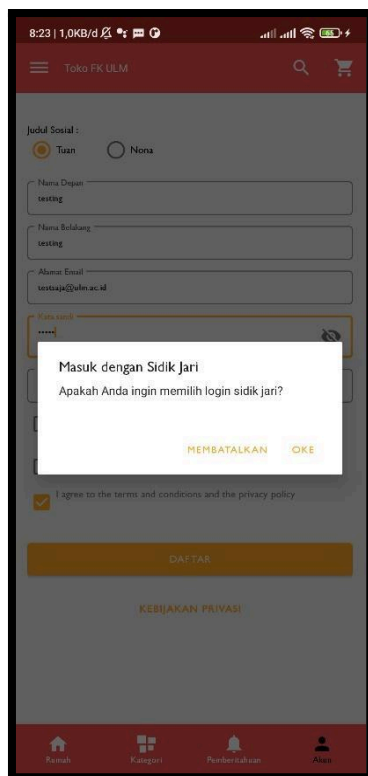 8:23 | 1,0KB/d
Toko FK ULM
Judul Sosial :
Tuan
Nona
Nama Depan
testing
Nama Belakang
testing
Alamat Email
testsaja@ulm.ac.id
Kata sandi
•••••
Masuk dengan Sidik Jari
Apakah Anda ingin memilih login sidik jari?
MEMBATALKAN OKE
I agree to the terms and conditions and the privacy policy
DAFTAR
KEBIJAKAN PRIVASI
Rumah Kategori Pemberitahuan Akun